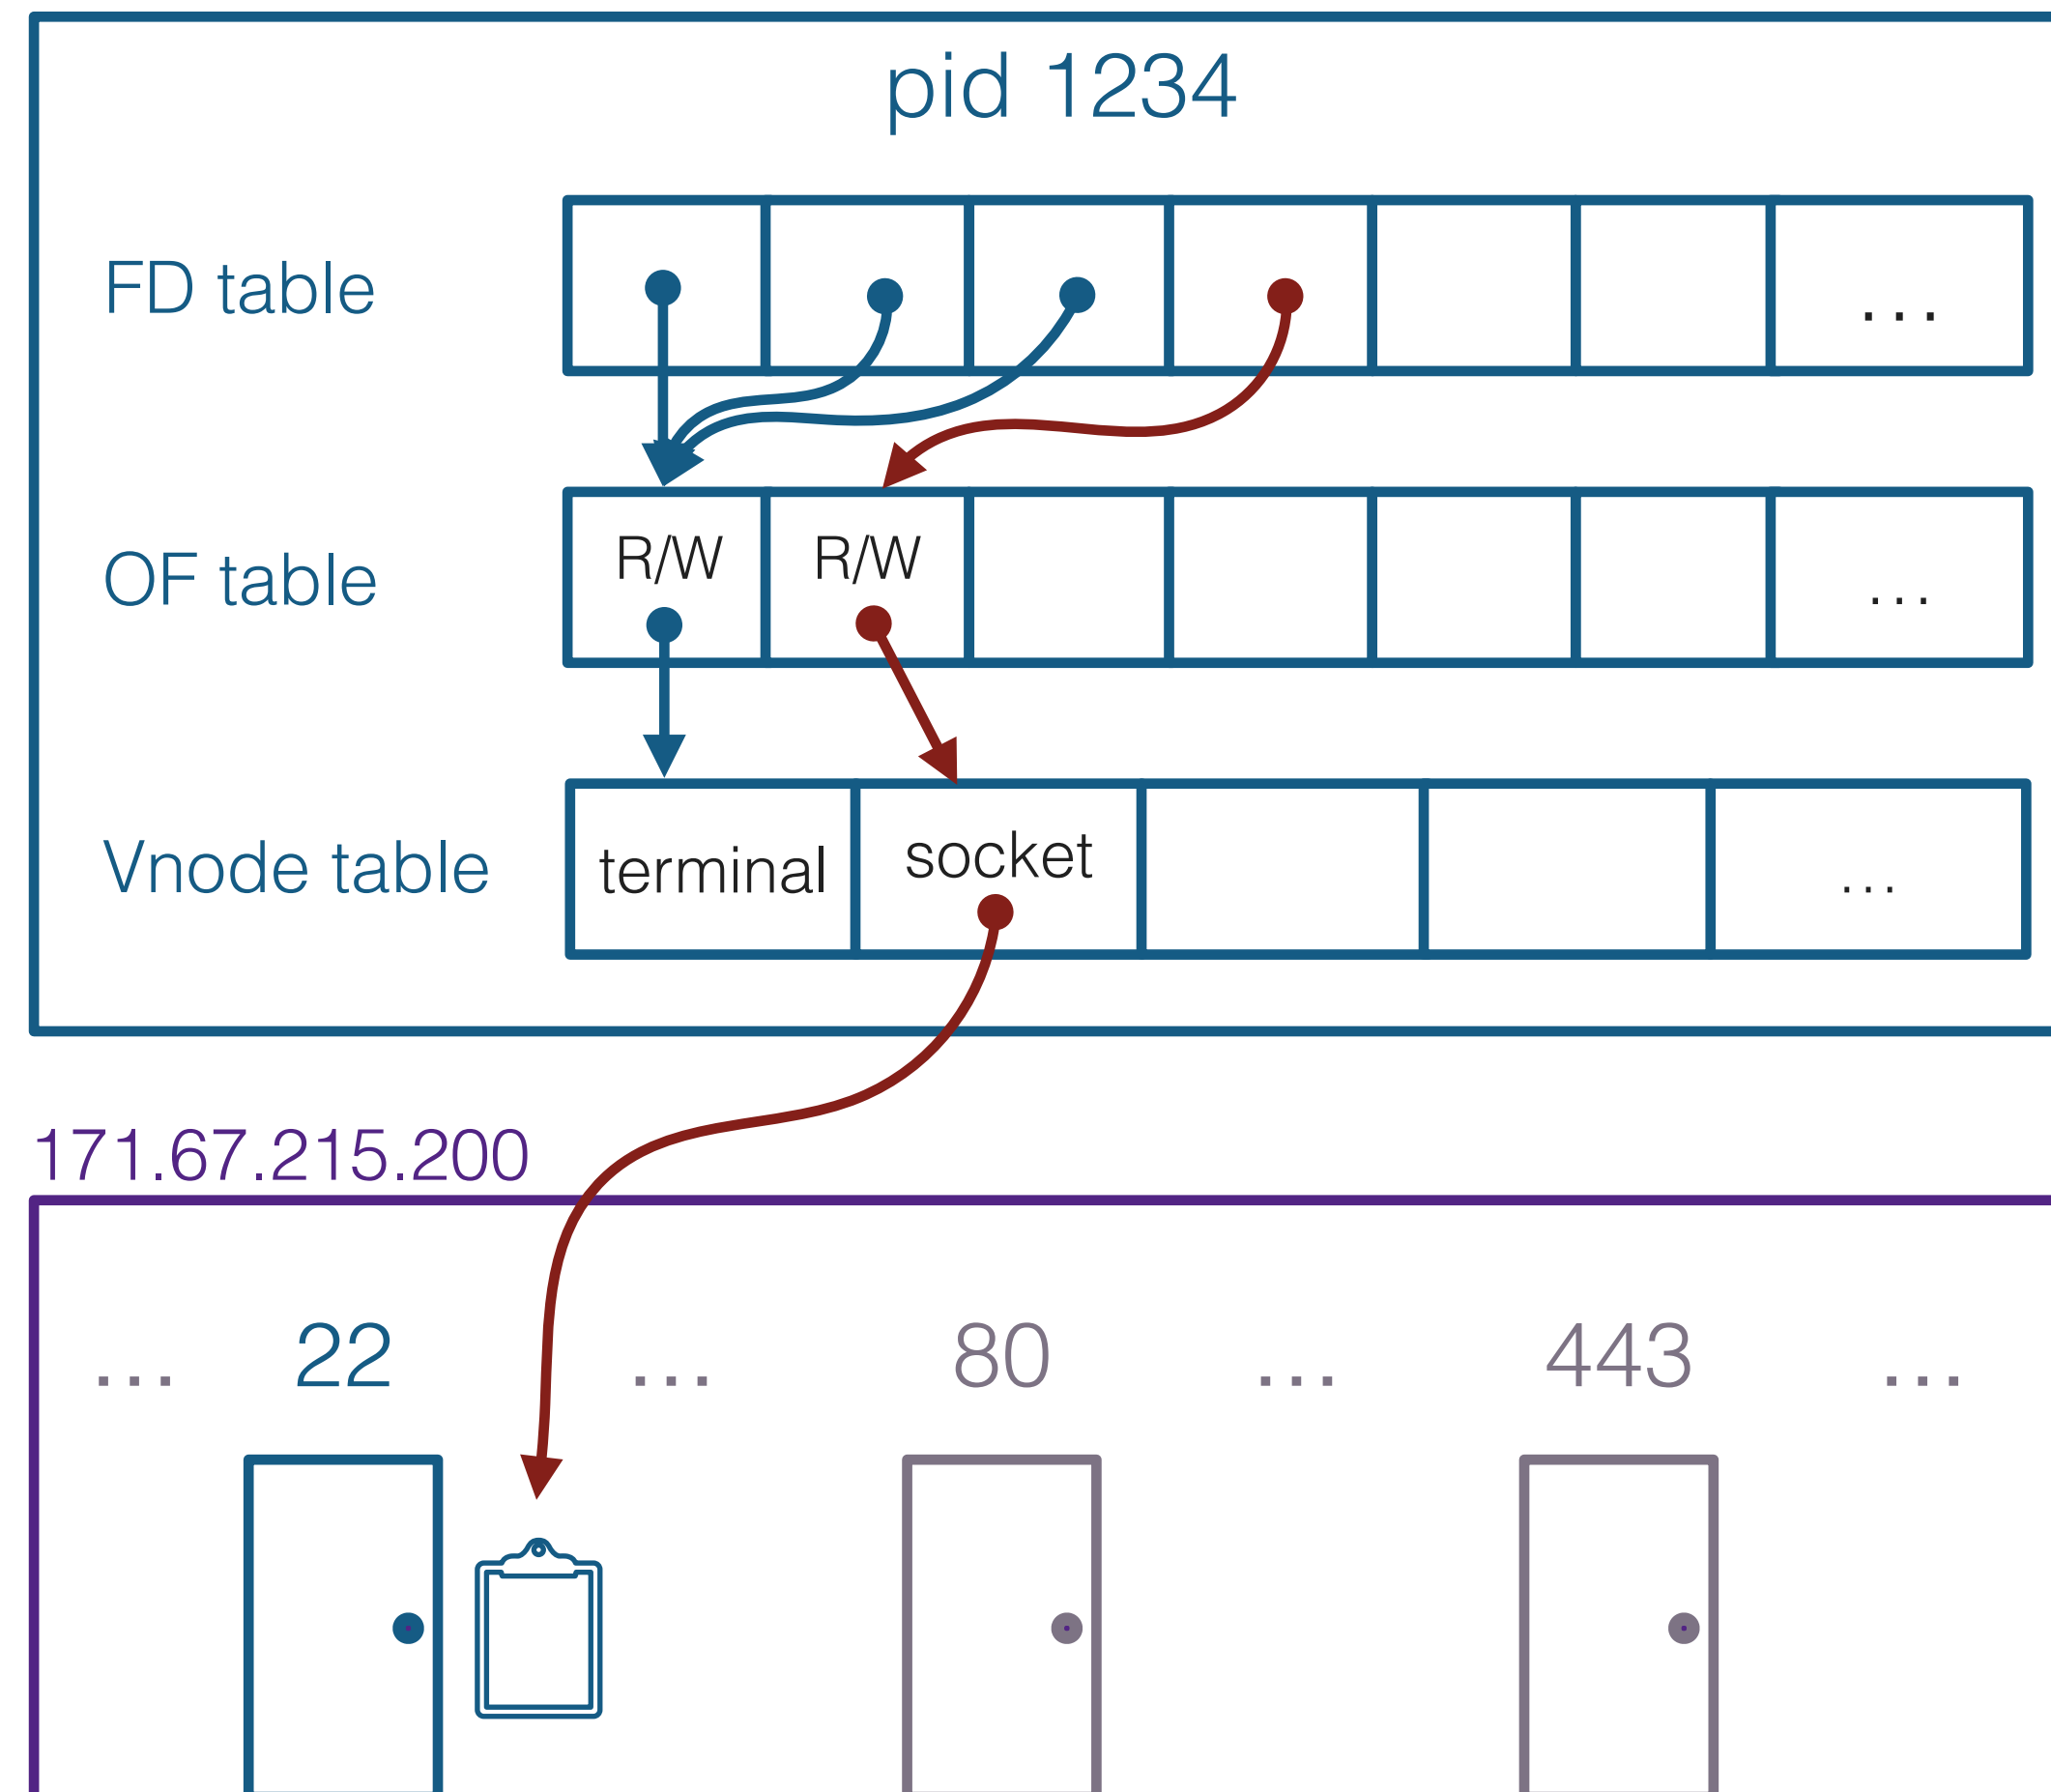 pid 1234
FD table ...
OF table R/W R/W ...
Vnode table terminal socket ...
171.67.215.200
... 22 ... 80 ... 443 ...